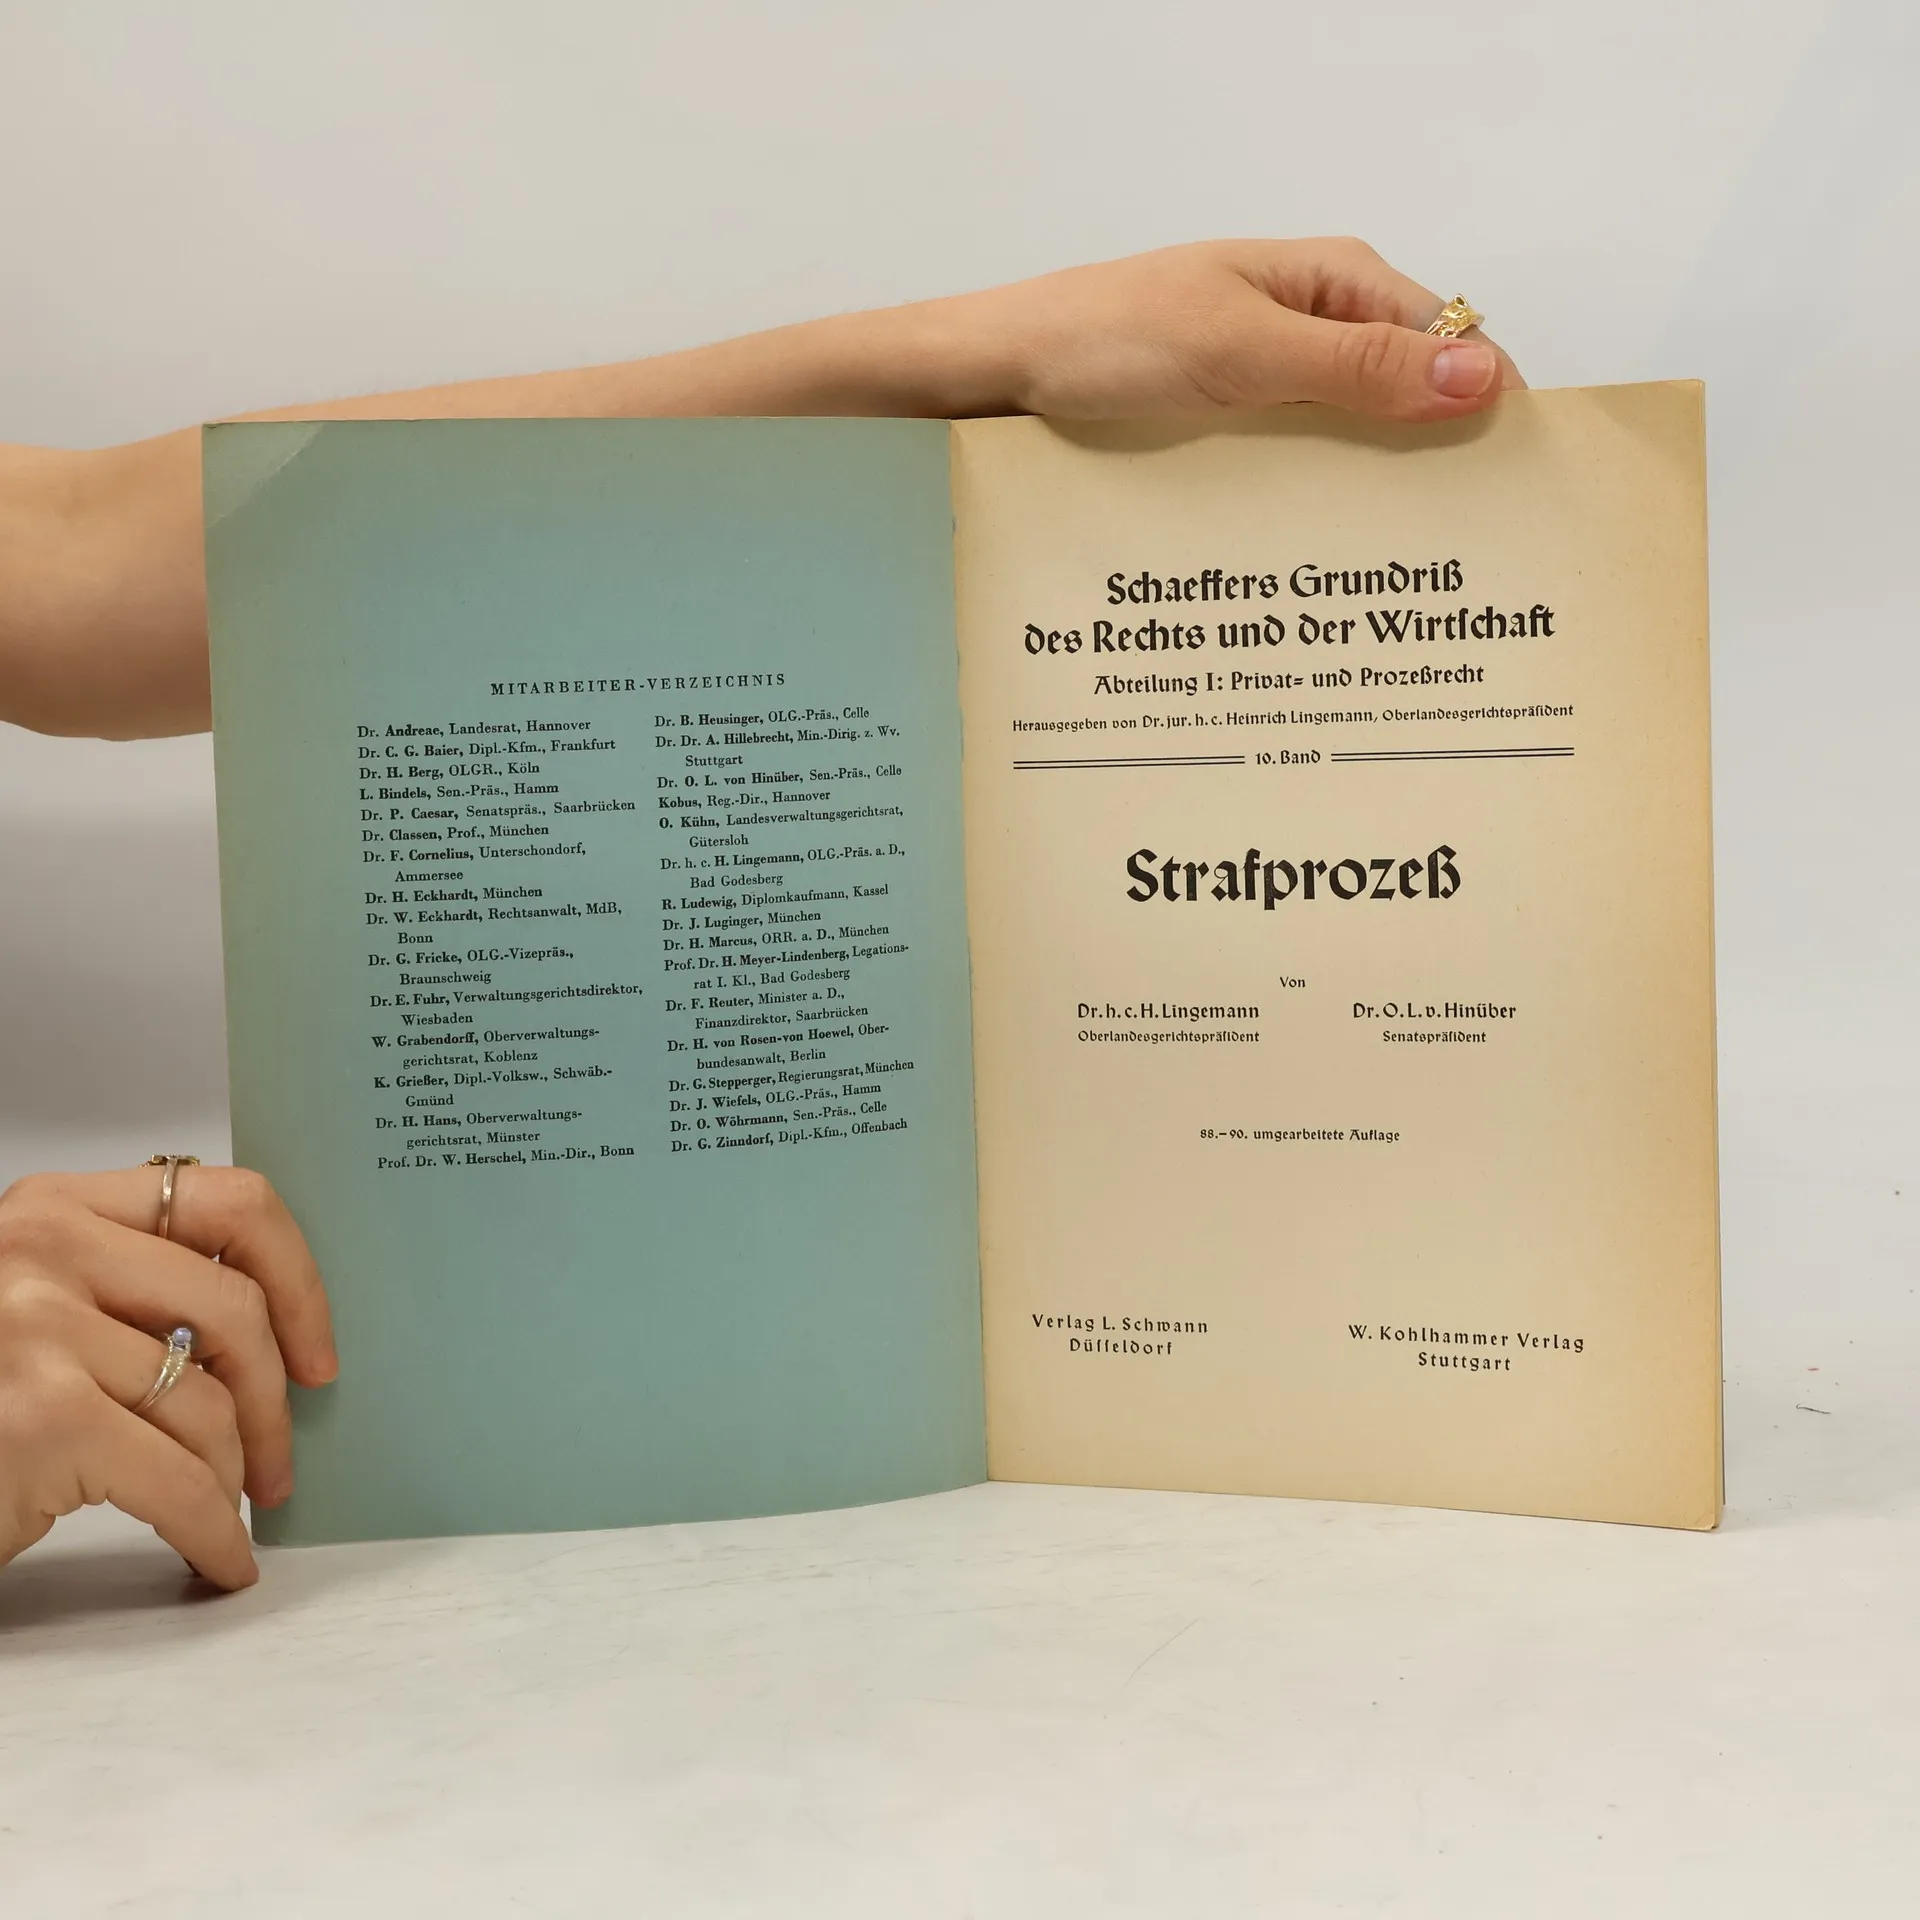 MITARBEITER-VERZEICHNIS
Dr. Andreae, Landesrat, Hannover
Dr. C. G. Baier, Dipl.-Kfm., Frankfurt
Dr. H. Berg, OLGR., Köln
L. Bindels, Sen.-Präs., Hamm
Dr. P. Caesar, Senatspräs., Saarbrücken
Dr. Classen, Prof., München
Dr. F. Cornelius, Unterschondorf,
Ammersee
Dr. H. Eckhardt, München
Dr. W. Eckhardt, Rechtsanwalt, MdB,
Bonn
Dr. G. Fricke, OLG.-Vizepräs.,
Braunschweig
Dr. E. Fuhr, Verwaltungsgerichtsdirektor,
Wiesbaden
W. Grabendorff, Oberverwaltungs-
gerichtsrat, Koblenz
K. Grießer, Dipl.-Volksw., Schwäb.-
Gmünd
Dr. H. Hans, Oberverwaltungs-
gerichtsrat, Münster
Prof. Dr. W. Herschel, Min.-Dir., Bonn
Dr. B. Heusinger, OLG.-Präs., Celle
Dr. Dr. A. Hillebrecht, Min.-Dirig. z. Wv.
Stuttgart
Dr. O. L. von Hinüber, Sen.-Präs., Celle
Kobus, Reg.-Dir., Hannover
O. Kühn, Landesverwaltungsgerichtsrat,
Gütersloh
Dr. h. c. H. Lingemann, OLG.-Präs. a. D.,
Bad Godesberg
R. Ludewig, Diplomkaufmann, Kassel
Dr. J. Luginger, München
Dr. H. Marcus, ORR. a. D., München
Prof. Dr. H. Meyer-Lindenberg, Legations-
rat I. Kl., Bad Godesberg
Dr. F. Reuter, Minister a. D.,
Finanzdirektor, Saarbrücken
Dr. H. von Rosen-von Hoewel, Ober-
bundesanwalt, Berlin
Dr. G. Stepperger, Regierungsrat, München
Dr. J. Wiefels, OLG.-Präs., Hamm
Dr. O. Wöhrmann, Sen.-Präs., Celle
Dr. G. Zinndorf, Dipl.-Kfm., Offenbach
Schaeffers Grundriß
des Rechts und der Wirtſchaft
Abteilung I: Privat= und Prozeßrecht
Herausgegeben von Dr. jur. h. c. Heinrich Lingemann, Oberlandesgerichtspräſident
10. Band
Strafprozeß
Von
Dr. h. c. H. Lingemann
Oberlandesgerichtspräſident
Dr. O. L. v. Hinüber
Senatspräſident
88.–90. umgearbeitete Auflage
Verlag L. Schwann
Düſſeldorf
W. Kohlhammer Verlag
Stuttgart